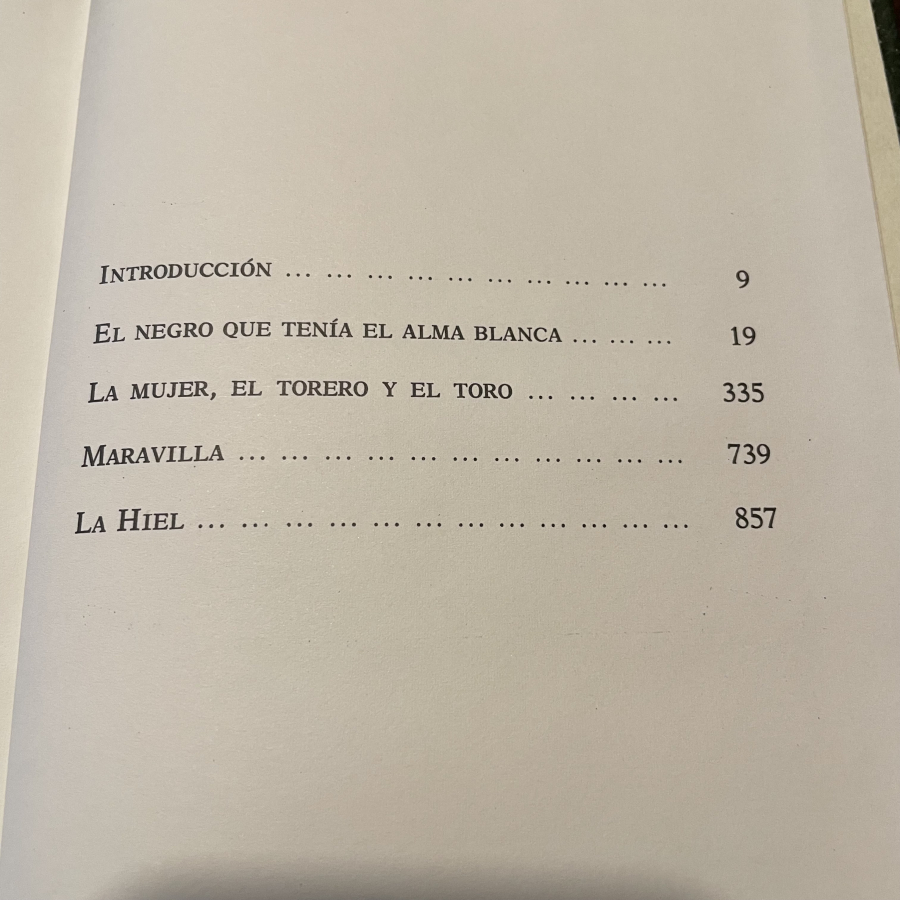 INTRODUCCIÓN ... ... ... ... ... ... ... ... ... ... 9
EL NEGRO QUE TENÍA EL ALMA BLANCA ... ... ... 19
LA MUJER, EL TORERO Y EL TORO ... ... ... ... 335
MARAVILLA ... ... ... ... ... ... ... ... ... ... ... 739
LA HIEL ... ... ... ... ... ... ... ... ... ... ... ... 857